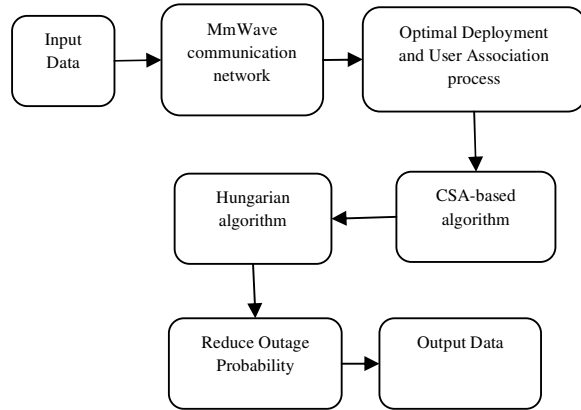 Input
Data
MmWave
communication
network
Optimal Deployment
and User Association
process
CSA-based
algorithm
Hungarian
algorithm
Reduce Outage
Probability
Output Data